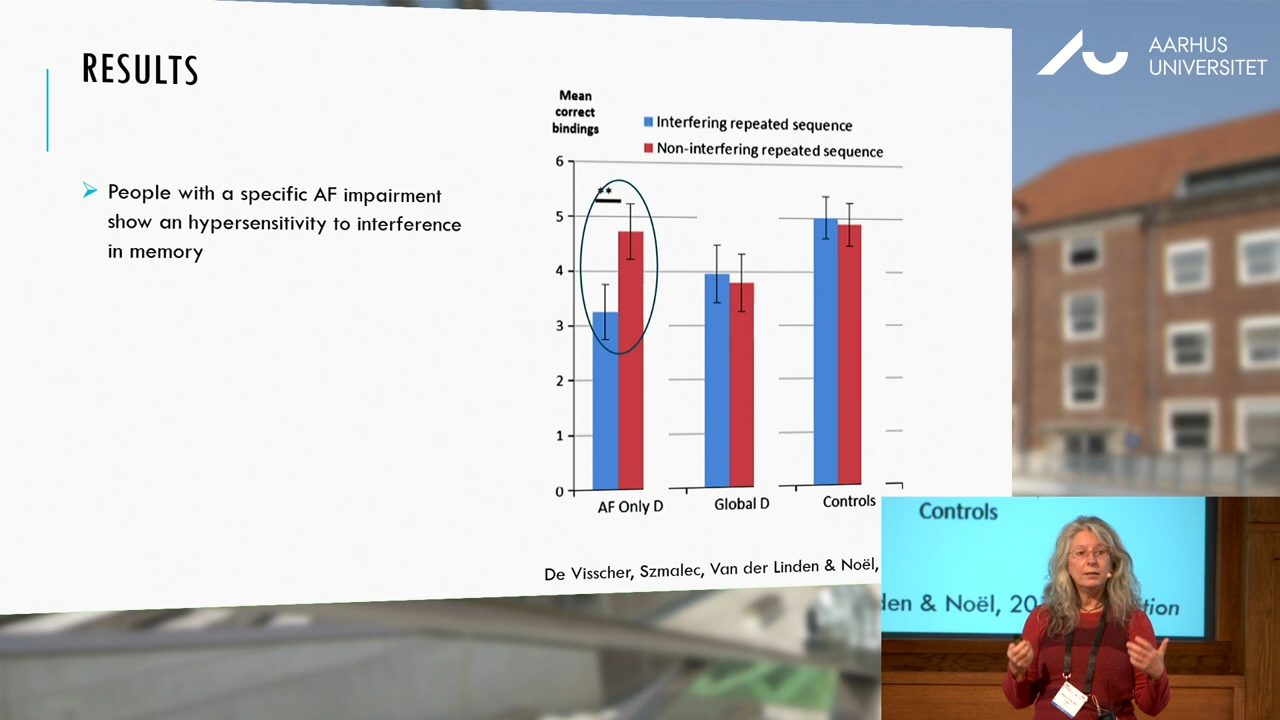 RESULTS
People with a specific AF impairment
show an hypersensitivity to interference
in memory
Mean
correct
bindings
Interfering repeated sequence
Non-interfering repeated sequence
6
5
4
3
2
1
0
**
AF Only D
Global D
Controls
De Visscher, Szmalec, Van der Linden & Noël,
AARHUS
UNIVERSITET
Controls
den & Noël, 20
tion